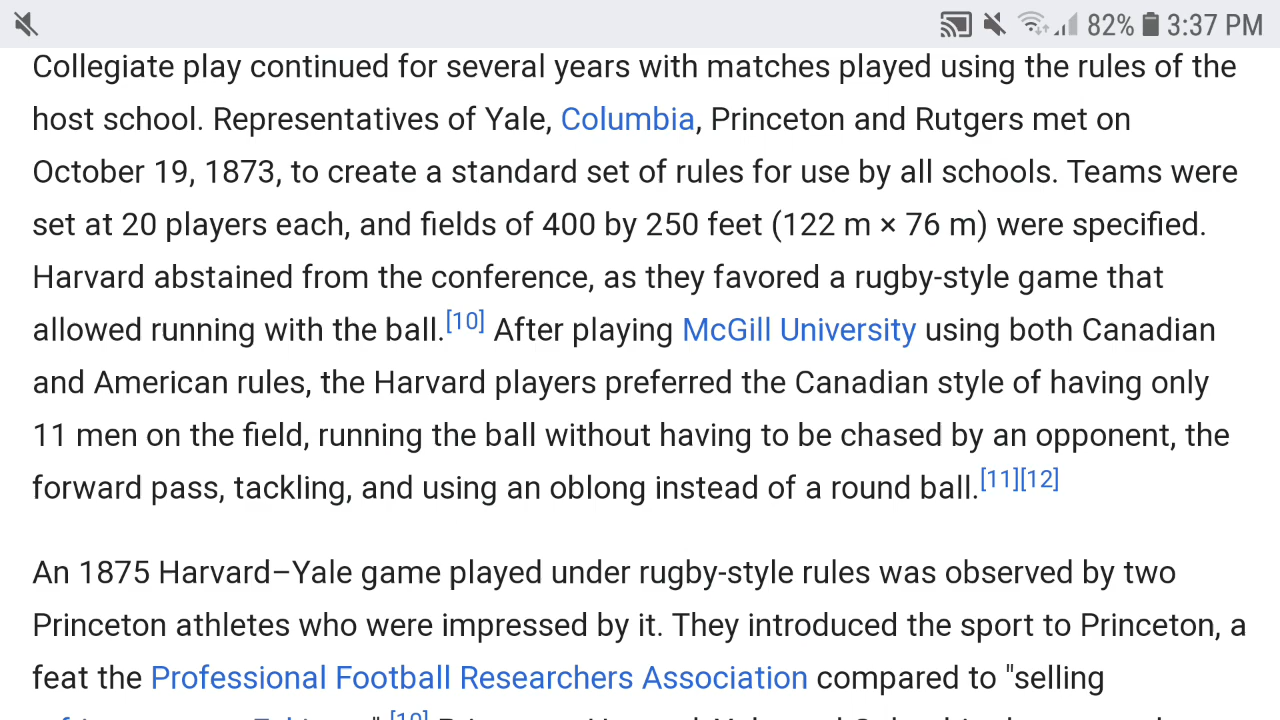 82% 3:37 PM
Collegiate play continued for several years with matches played using the rules of the
host school. Representatives of Yale, Columbia, Princeton and Rutgers met on
October 19, 1873, to create a standard set of rules for use by all schools. Teams were
set at 20 players each, and fields of 400 by 250 feet (122 m × 76 m) were specified.
Harvard abstained from the conference, as they favored a rugby-style game that
allowed running with the ball.[10] After playing McGill University using both Canadian
and American rules, the Harvard players preferred the Canadian style of having only
11 men on the field, running the ball without having to be chased by an opponent, the
forward pass, tackling, and using an oblong instead of a round ball.[11][12]
An 1875 Harvard–Yale game played under rugby-style rules was observed by two
Princeton athletes who were impressed by it. They introduced the sport to Princeton, a
feat the Professional Football Researchers Association compared to "selling